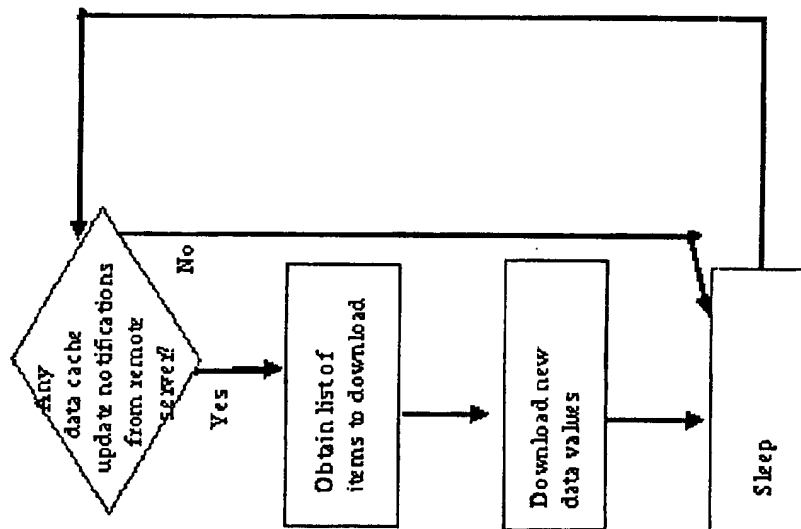 Any
data cache
update notifications
from remote
server?
No
Yes
Obtain list of
items to download
Download new
data values
Sleep